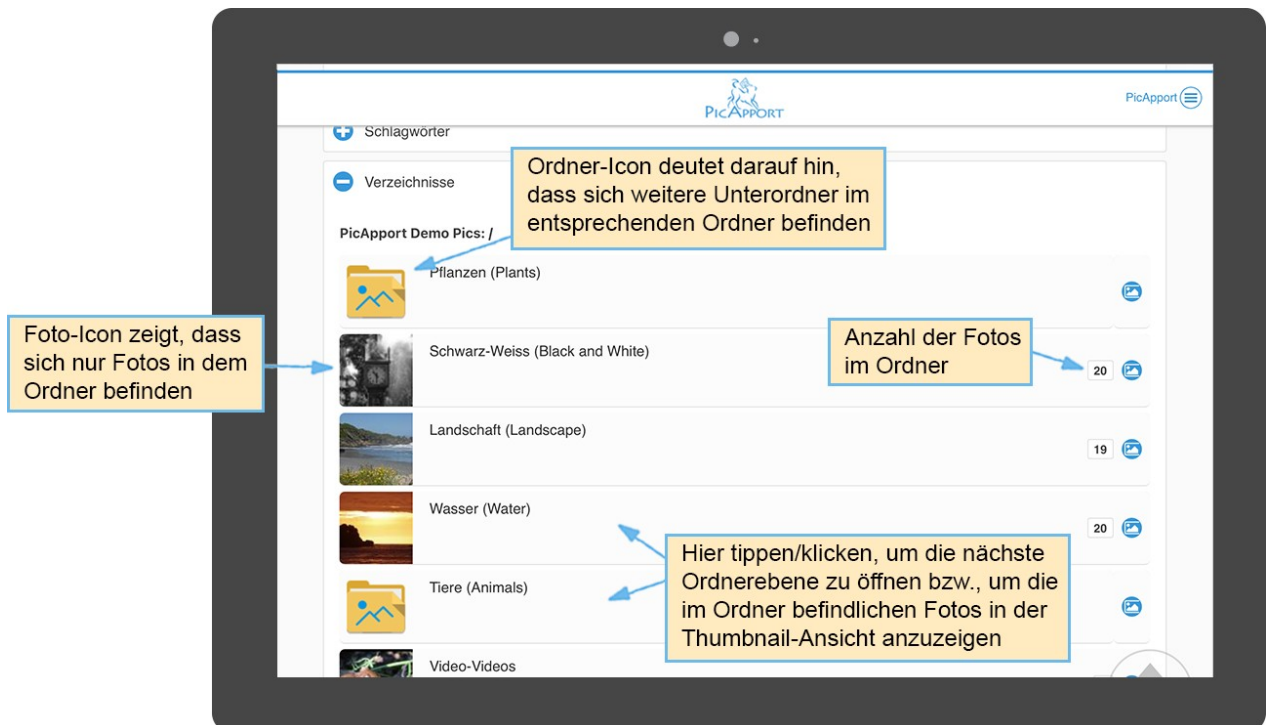 PICAPPORT
PicApport
Schlagwörter
Verzeichnisse
Ordner-Icon deutet darauf hin,
dass sich weitere Unterordner im
entsprechenden Ordner befinden
PicApport Demo Pics: /
Pflanzen (Plants)
Foto-Icon zeigt, dass
sich nur Fotos in dem
Ordner befinden
Schwarz-Weiss (Black and White)
Anzahl der Fotos
im Ordner
20
Landschaft (Landscape)
19
Wasser (Water)
20
Hier tippen/klicken, um die nächste
Ordnerebene zu öffnen bzw., um die
im Ordner befindlichen Fotos in der
Thumbnail-Ansicht anzuzeigen
Tiere (Animals)
Video-Videos